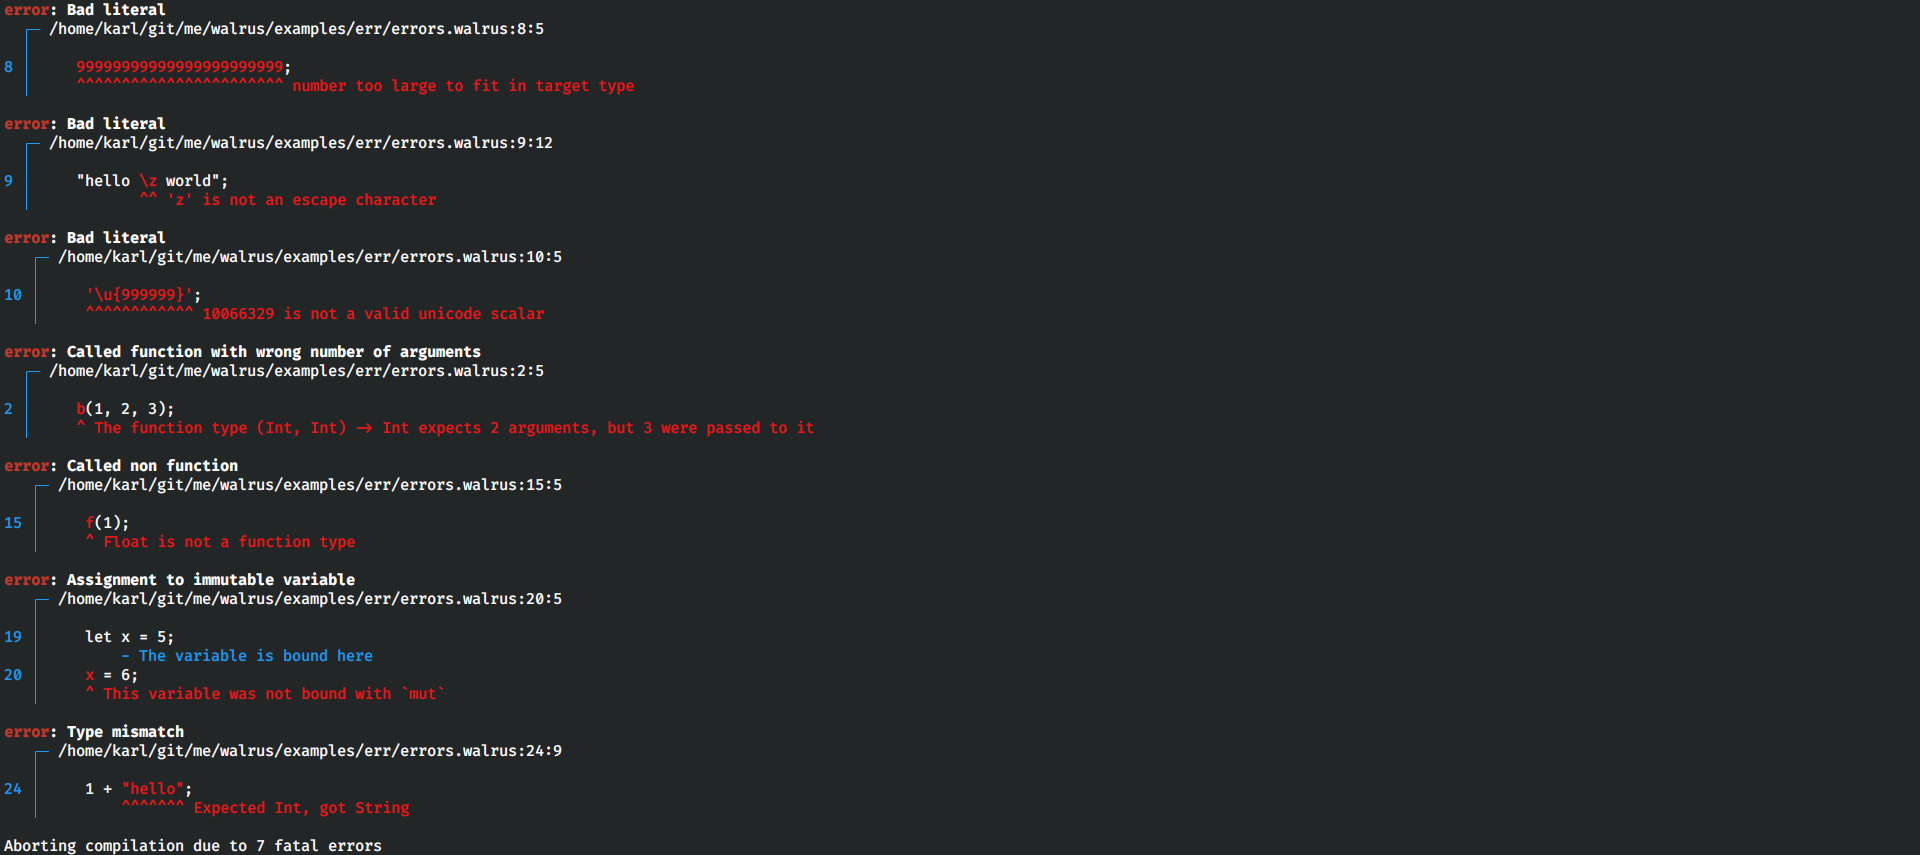 error: Bad literal
/home/karl/git/me/walrus/examples/err/errors.walrus:8:5
8 99999999999999999999999;
^^^^^^^^^^^^^^^^^^^^^^^ number too large to fit in target type
error: Bad literal
/home/karl/git/me/walrus/examples/err/errors.walrus:9:12
9 "hello \z world";
^^ 'z' is not an escape character
error: Bad literal
/home/karl/git/me/walrus/examples/err/errors.walrus:10:5
10 '\u{999999}';
^^^^^^^^^^^^ 10066329 is not a valid unicode scalar
error: Called function with wrong number of arguments
/home/karl/git/me/walrus/examples/err/errors.walrus:2:5
2 b(1, 2, 3);
^ The function type (Int, Int) -> Int expects 2 arguments, but 3 were passed to it
error: Called non function
/home/karl/git/me/walrus/examples/err/errors.walrus:15:5
15 f(1);
^ Float is not a function type
error: Assignment to immutable variable
/home/karl/git/me/walrus/examples/err/errors.walrus:20:5
19 let x = 5;
- The variable is bound here
20 x = 6;
^ This variable was not bound with `mut`
error: Type mismatch
/home/karl/git/me/walrus/examples/err/errors.walrus:24:9
24 1 + "hello";
^^^^^^^ Expected Int, got String
Aborting compilation due to 7 fatal errors